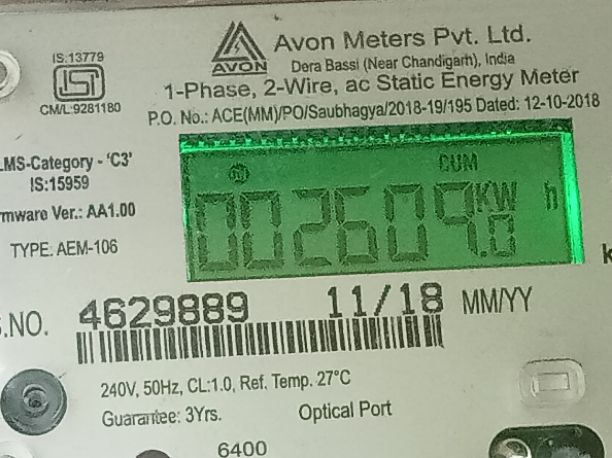 IS:13779
CM/L:9281180
AVON
Avon Meters Pvt. Ltd.
Dera Bassi (Near Chandigarh), India
1-Phase, 2-Wire, ac Static Energy Meter
P.O. No.: ACE(MM)/PO/Saubhagya/2018-19/195 Dated: 12-10-2018
LMS-Category - 'C3'
IS:15959
rmware Ver.: AA1.00
TYPE: AEM-106
CUM
002609.0 KW h
k
S.NO. 4629889 11/18 MM/YY
240V, 50Hz, CL:1.0, Ref. Temp. 27°C
Guarantee: 3Yrs. Optical Port
6400